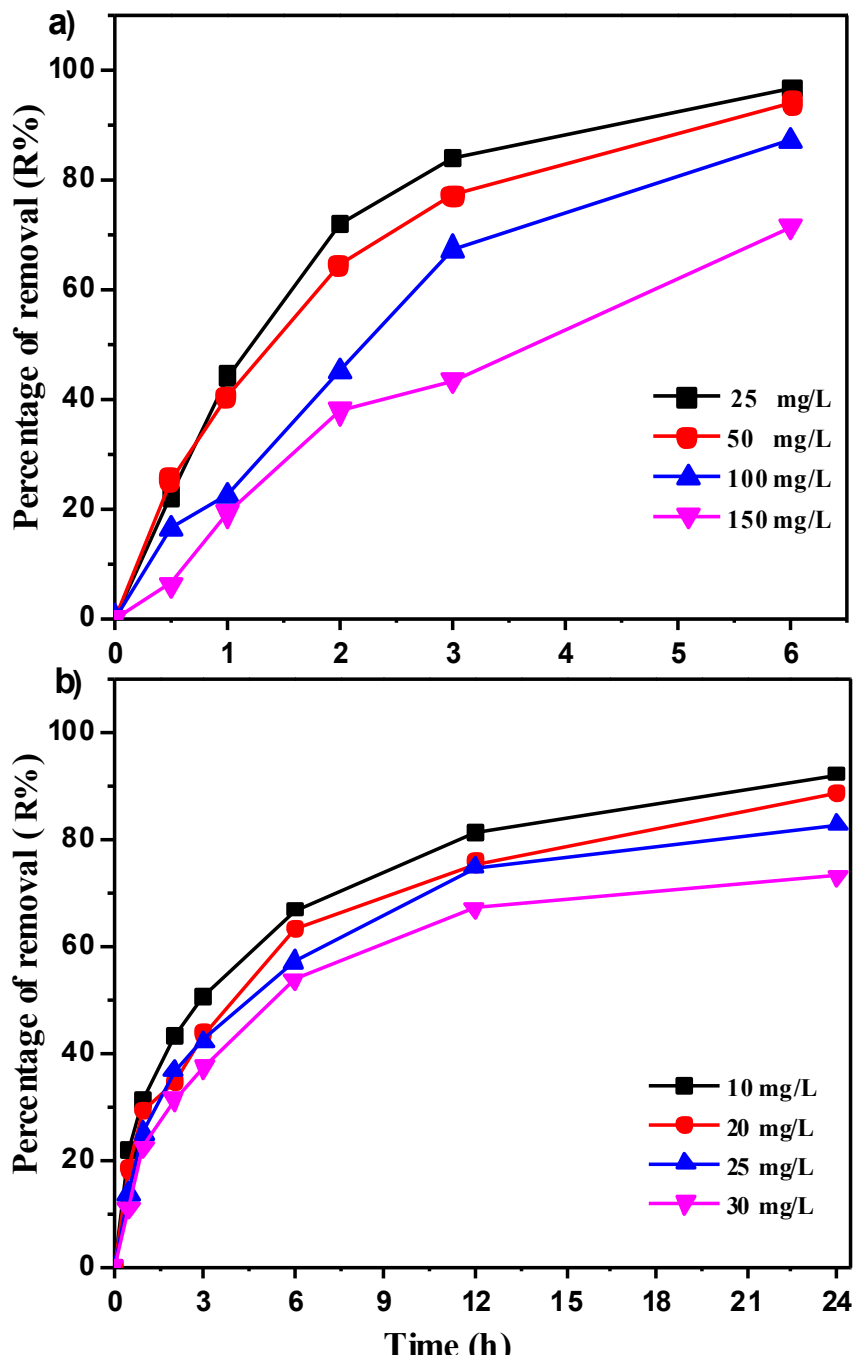 a)
Percentage of removal (R%)
100
80
60
40
20
0
25 mg/L
50 mg/L
100 mg/L
150 mg/L
0 1 2 3 4 5 6
b)
Percentage of removal ( R%)
100
80
60
40
20
0
10 mg/L
20 mg/L
25 mg/L
30 mg/L
0 3 6 9 12 15 18 21 24
Time (h)